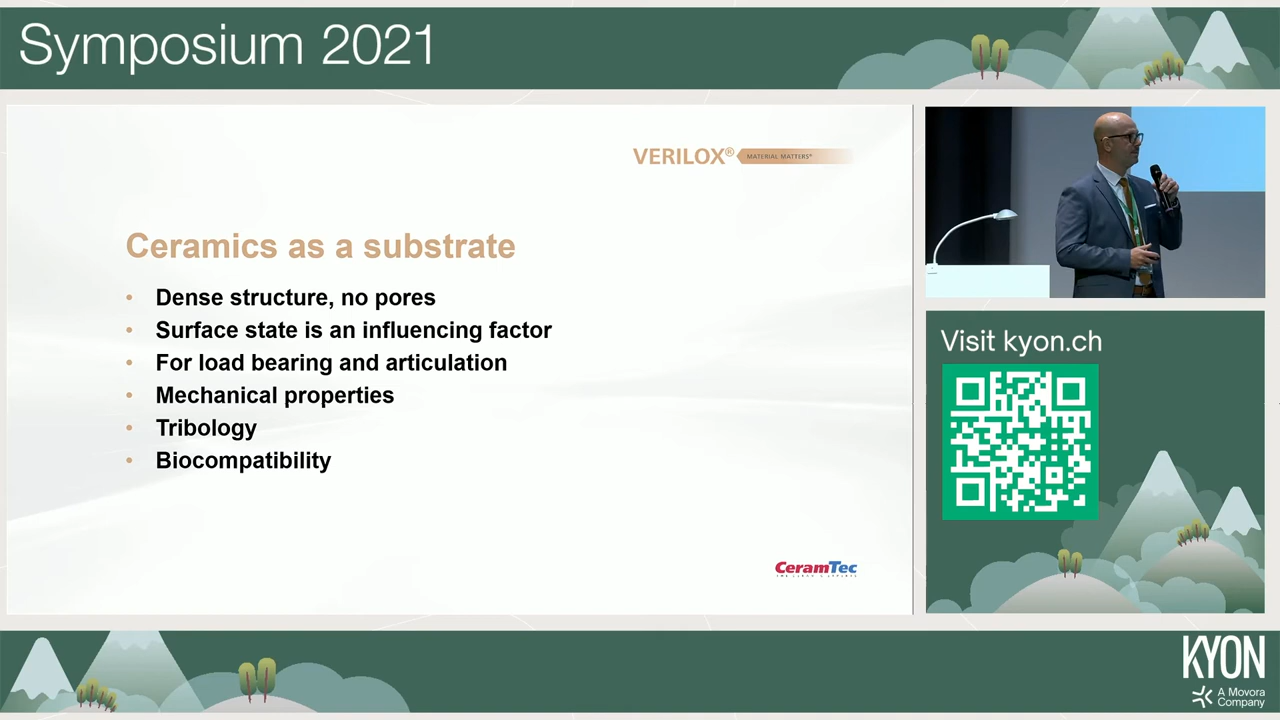 Symposium 2021
VERILOX® MATERIAL MATTERS®
Ceramics as a substrate
• Dense structure, no pores
• Surface state is an influencing factor
• For load bearing and articulation
• Mechanical properties
• Tribology
• Biocompatibility
CeramTec
Visit kyon.ch
KYON
A Movora
Company